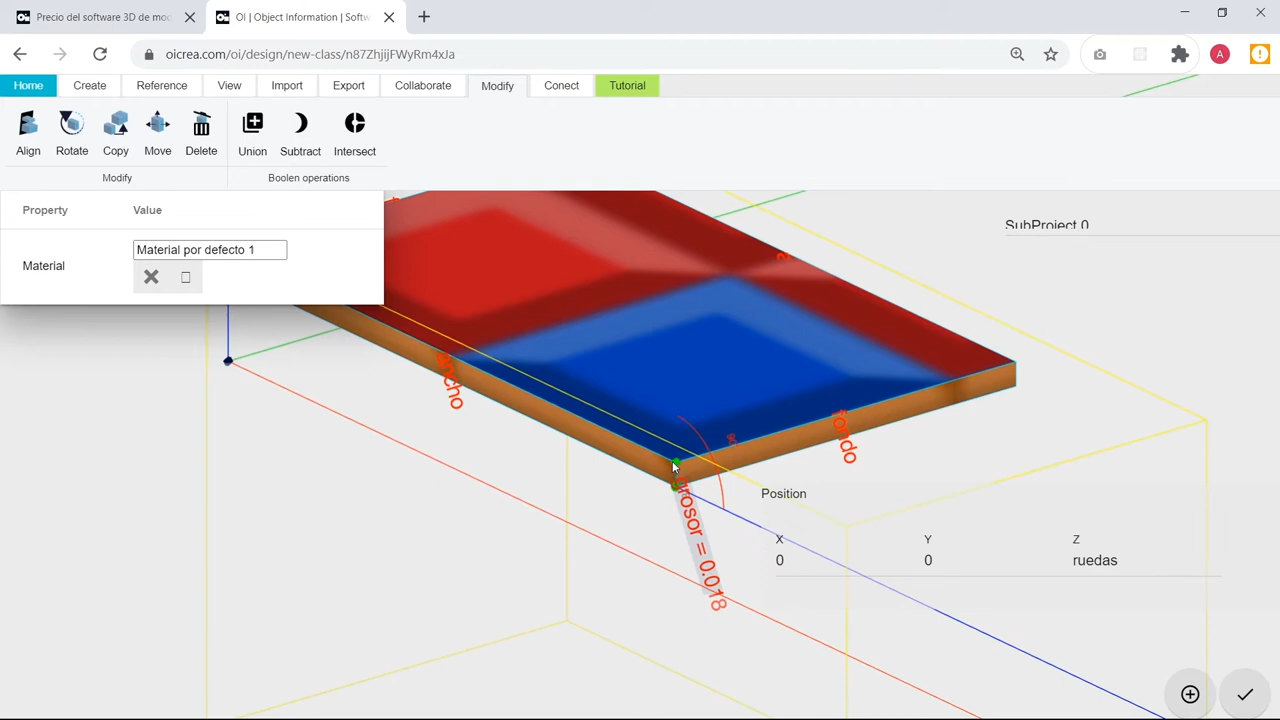 Precio del software 3D de mod
OI | Object Information | Softw
oicrea.com/oi/design/new-class/n87ZhjijFWyRm4xJa
A
Home
Create
Reference
View
Import
Export
Collaborate
Modify
Conect
Tutorial
Align
Rotate
Copy
Move
Delete
Union
Subtract
Intersect
Modify
Boolen operations
Property
Value
Material
Material por defecto 1
SubProject 0
ancho
fondo
90
grosor = 0.018
Position
X
Y
Z
0
0
ruedas